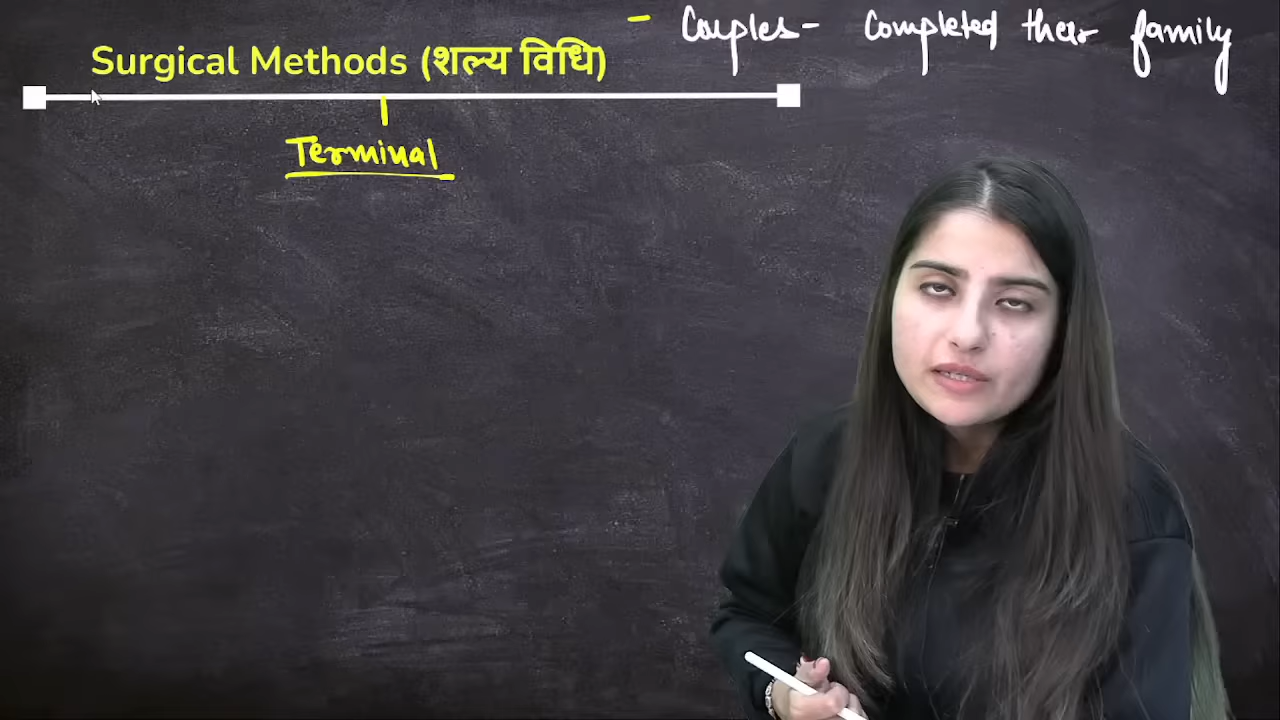 – Couples– Completed their family
Surgical Methods (शल्य विधि)
Terminal